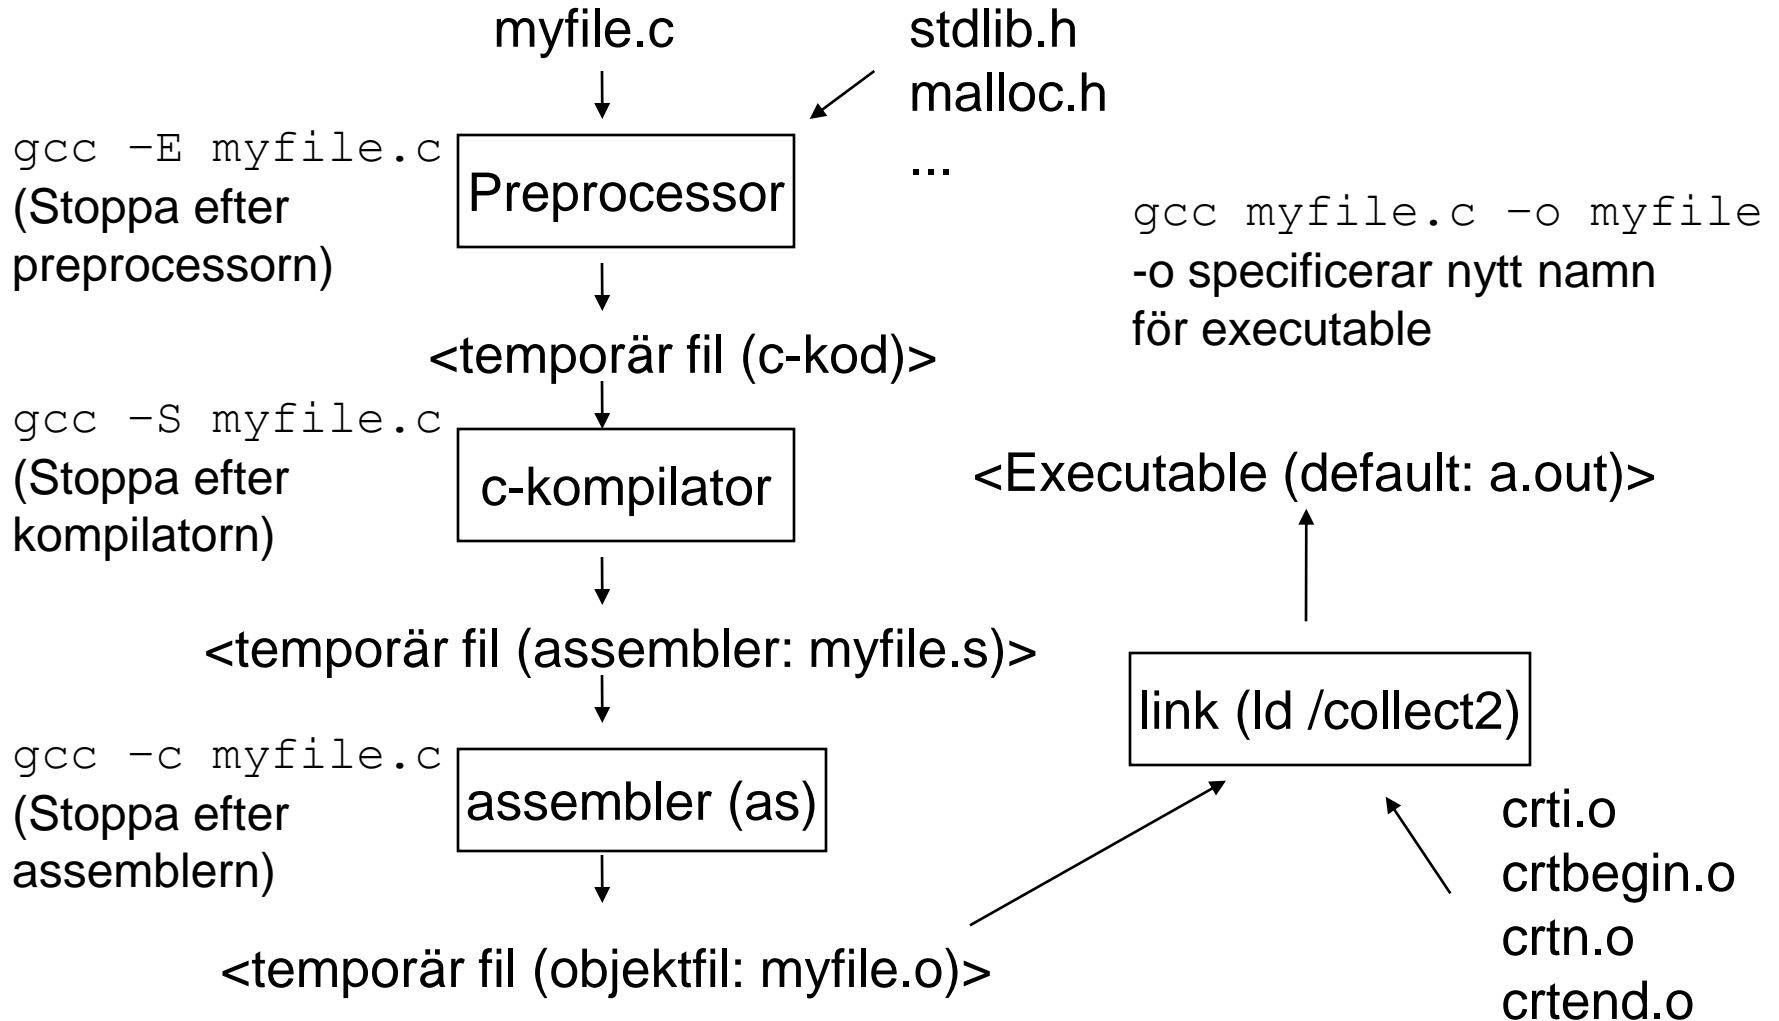 myfile.c
stdlib.h
malloc.h
...
gcc -E myfile.c
(Stoppa efter
preprocessorn)
Preprocessor
gcc myfile.c -o myfile
-o specificerar nytt namn
för executable
<temporär fil (c-kod)>
gcc -S myfile.c
(Stoppa efter
kompilatorn)
c-kompilator
<Executable (default: a.out)>
<temporär fil (assembler: myfile.s)>
link (ld /collect2)
gcc -c myfile.c
(Stoppa efter
assemblern)
assembler (as)
crti.o
crtbegin.o
crtn.o
crtend.o
<temporär fil (objektfil: myfile.o)>